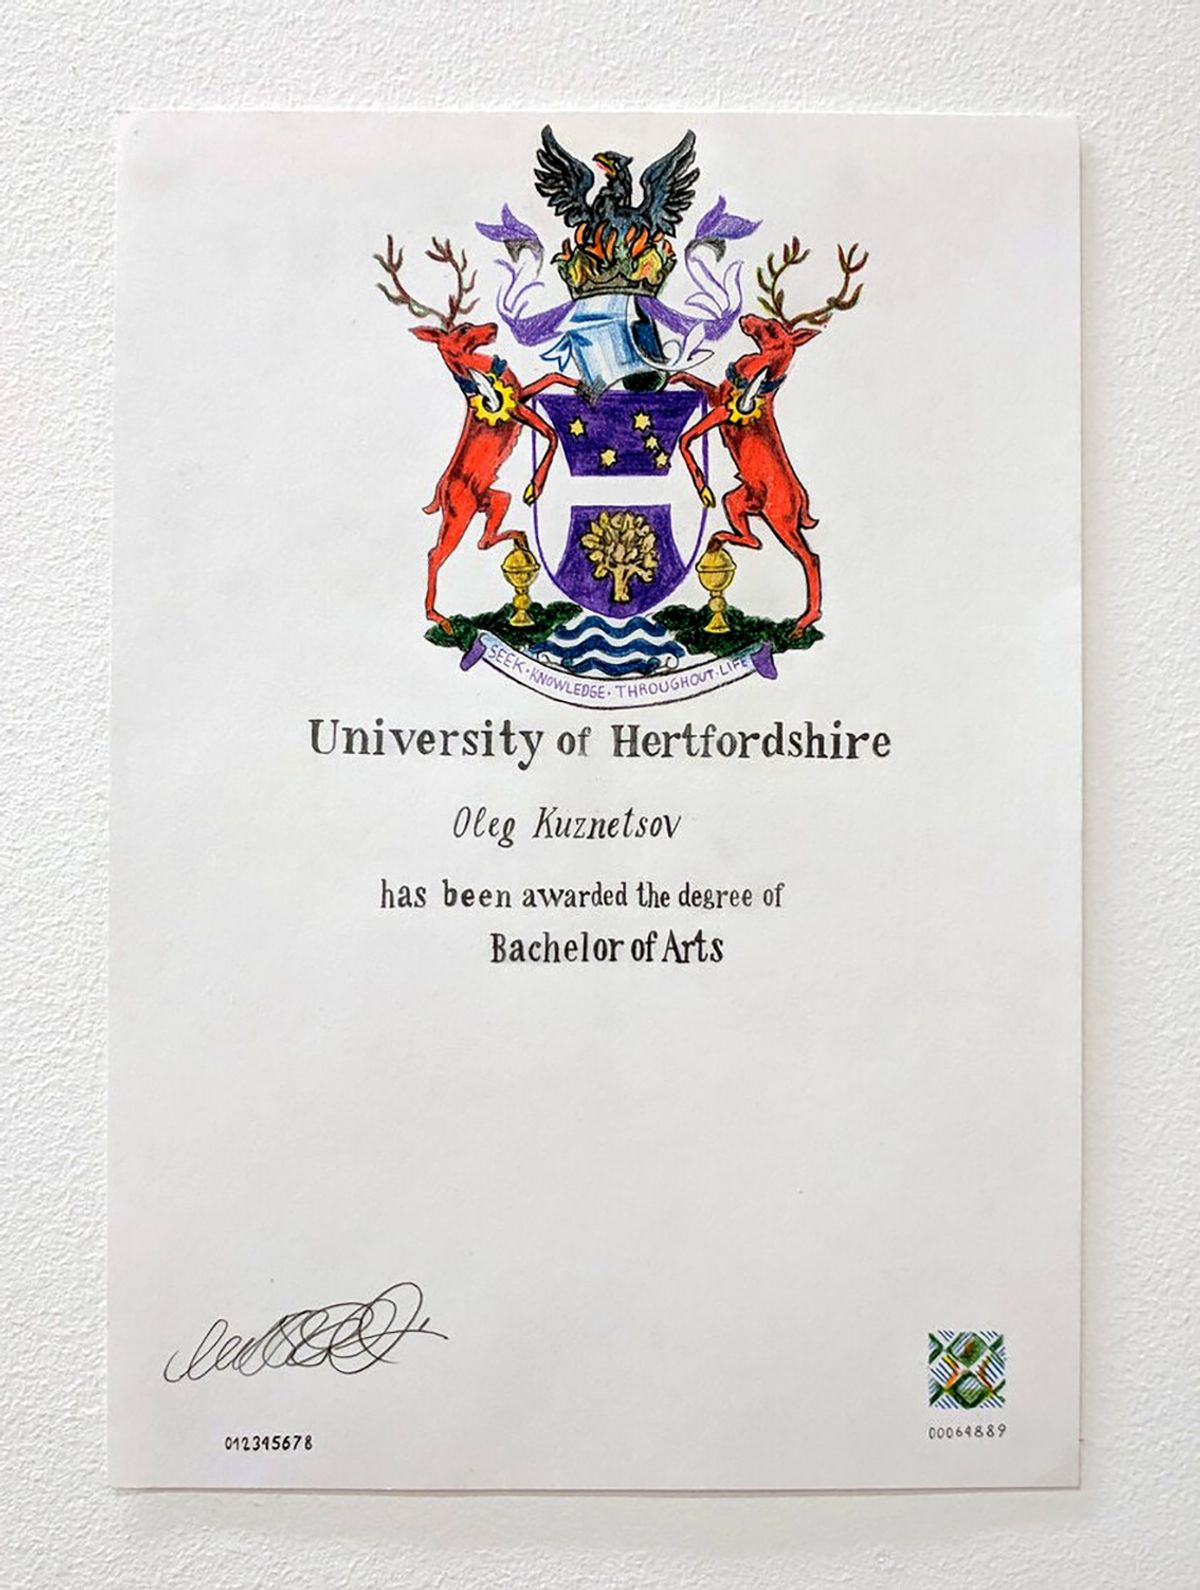 SEEK · KNOWLEDGE · THROUGHOUT · LIFE
University of Hertfordshire
Oleg Kuznetsov
has been awarded the degree of
Bachelor of Arts
012345678
00064889